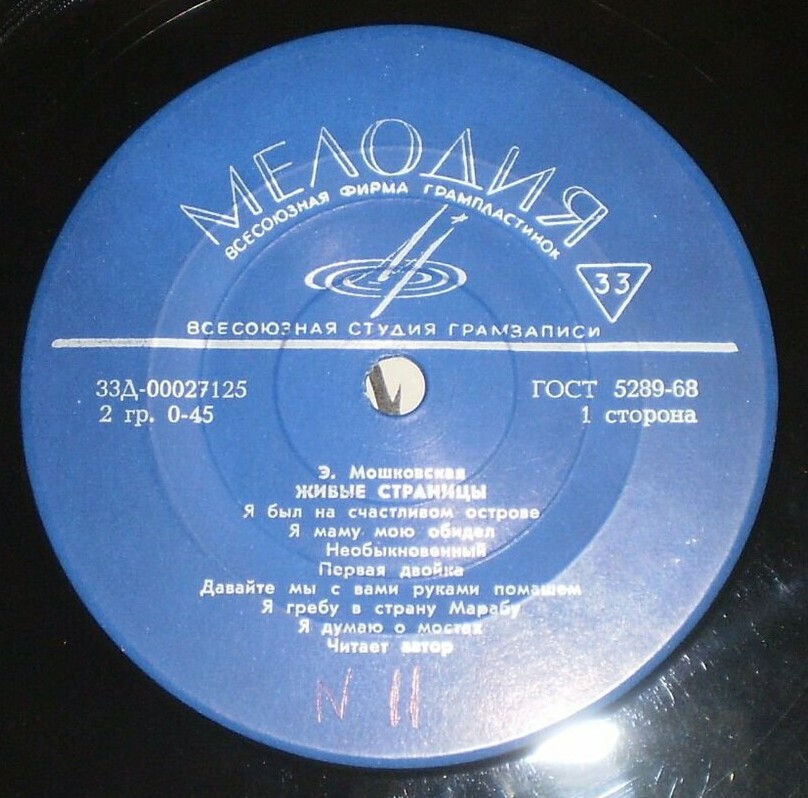 МЕЛОДИЯ
ВСЕСОЮЗНАЯ ФИРМА ГРАМПЛАСТИНОК
33
ВСЕСОЮЗНАЯ СТУДИЯ ГРАМЗАПИСИ
33Д-00027125
ГОСТ 5289-68
2 гр. 0-45
1 сторона
Э. Мошковская
ЖИВЫЕ СТРАНИЦЫ
Я был на счастливом острове
Я маму мою обидел
Необыкновенный
Первая двойка
Давайте мы с вами руками помашем
Я гребу в страну Марабу
Я думаю о мостах
Читает автор
N 11